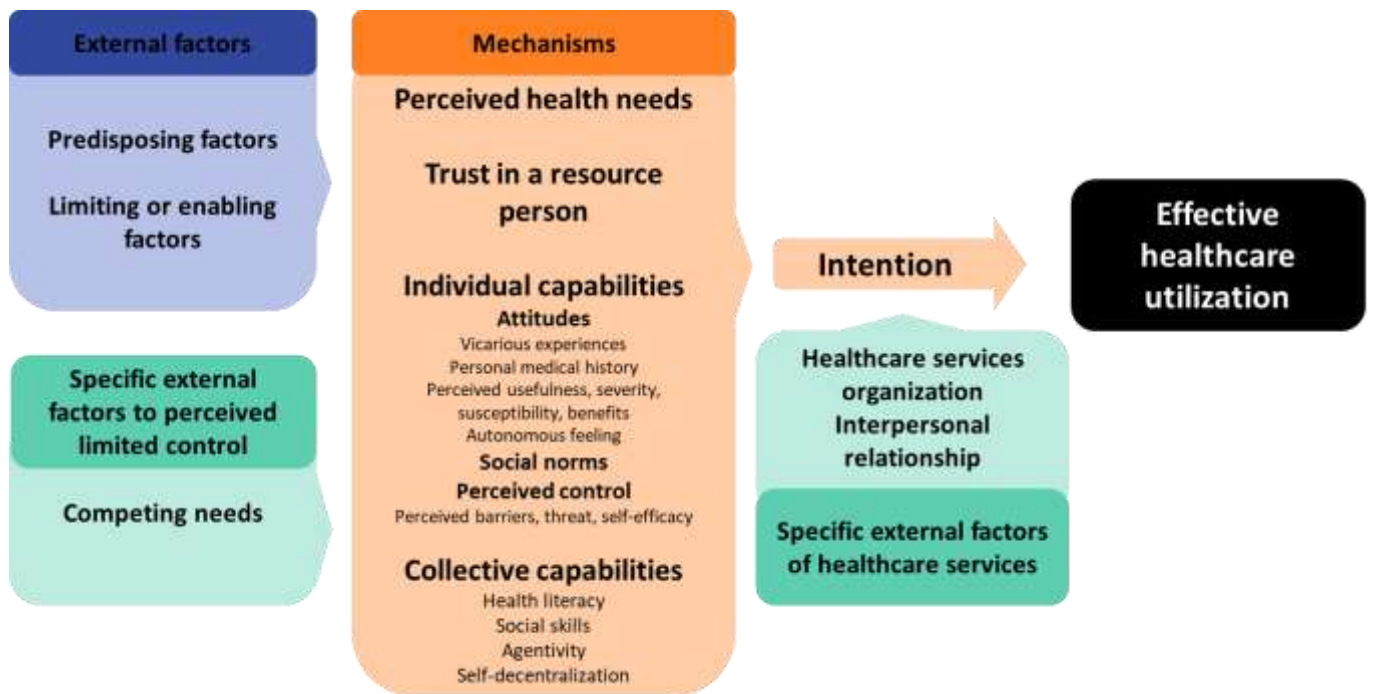 External factors
Predisposing factors
Limiting or enabling
factors
Specific external
factors to perceived
limited control
Competing needs
Mechanisms
Perceived health needs
Trust in a resource
person
Individual capabilities
Attitudes
Vicarious experiences
Personal medical history
Perceived usefulness, severity,
susceptibility, benefits
Autonomous feeling
Social norms
Perceived control
Perceived barriers, threat, self-efficacy
Collective capabilities
Health literacy
Social skills
Agentivity
Self-decentralization
Intention
Healthcare services
organization
Interpersonal
relationship
Specific external factors
of healthcare services
Effective
healthcare
utilization